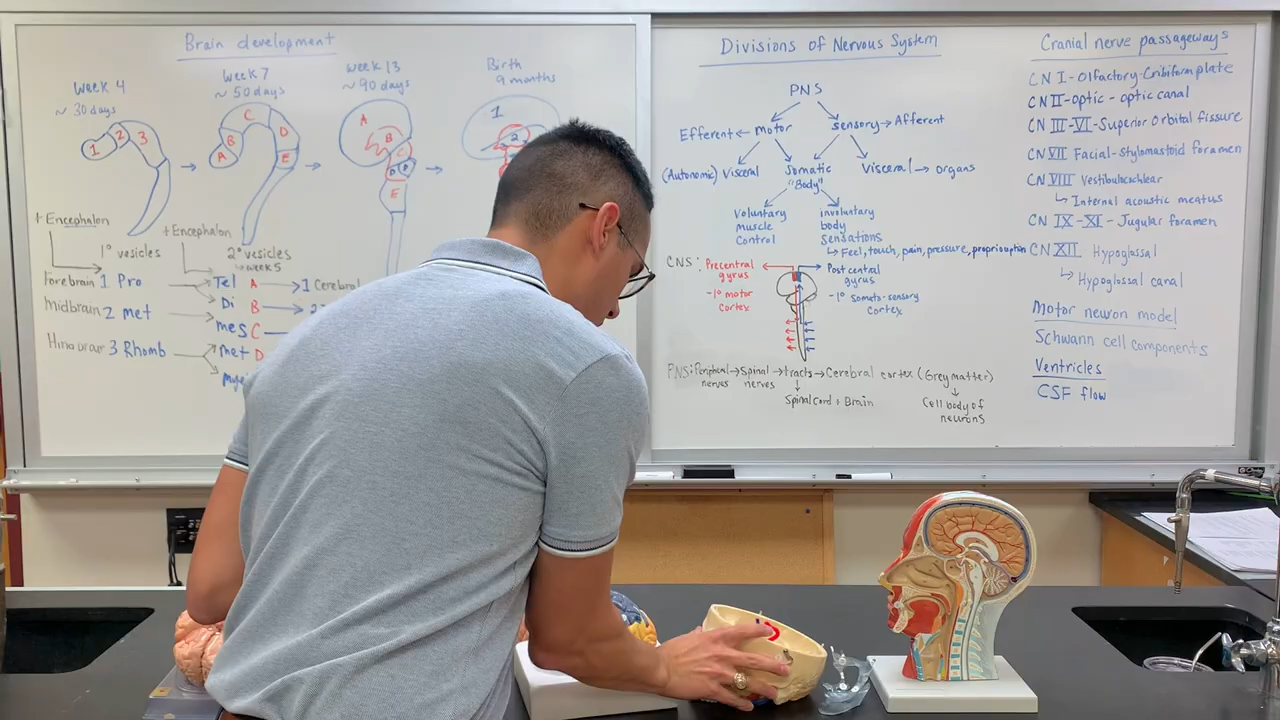 Brain development
Week 4
~ 30 days
Week 7
~ 50 days
Week 13
~ 90 days
Birth
9 months
1 2 3
A B C D E
A B C D E
1 2
+ Encephalon
1° vesicles
+ Encephalon
2° vesicles
↳ week 5
Forebrain 1 Pro
Tel A → 1 Cerebral
Di B →
Midbrain 2 met
mes C
Hindbrain 3 Rhomb
met D
Divisions of Nervous System
PNS
Efferent ← motor
sensory → Afferent
(Autonomic) Visceral
Somatic
"Body"
Visceral → organs
Voluntary
muscle
Control
involuntary
body
Sensations
↳ Feel, touch, pain, pressure, proprioception
CNS:
Precentral
gyrus
-1° motor
cortex
Postcentral
gyrus
-1° Somato-sensory
cortex
PNS: Peripheral nerves → Spinal nerves → tracts → Cerebral cortex (Grey matter)
↓
Spinal cord + Brain
↓
Cell body of
neurons
Cranial nerve passageways
CN I - Olfactory - Cribiform plate
CN II - optic - optic canal
CN III - VI - Superior Orbital fissure
CN VII Facial - Stylomastoid foramen
CN VIII Vestibulocochlear
↳ Internal acoustic meatus
CN IX - XI - Jugular foramen
CN XII Hypoglossal
↳ Hypoglossal canal
Motor neuron model
Schwann cell components
Ventricles
CSF flow